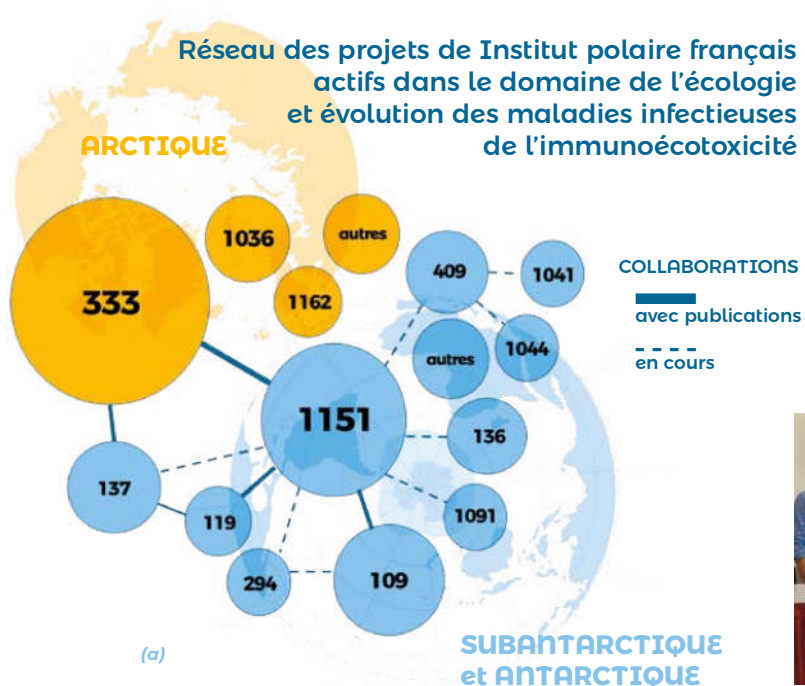 Réseau des projets de Institut polaire français
actifs dans le domaine de l'écologie
et évolution des maladies infectieuses
de l'immunoécotoxicité
ARCTIQUE
1036
autres
333
1162
409
1041
COLLABORATIONS
avec publications
en cours
autres
1044
1151
136
137
119
1091
294
109
(a)
SUBANTARCTIQUE
et ANTARCTIQUE